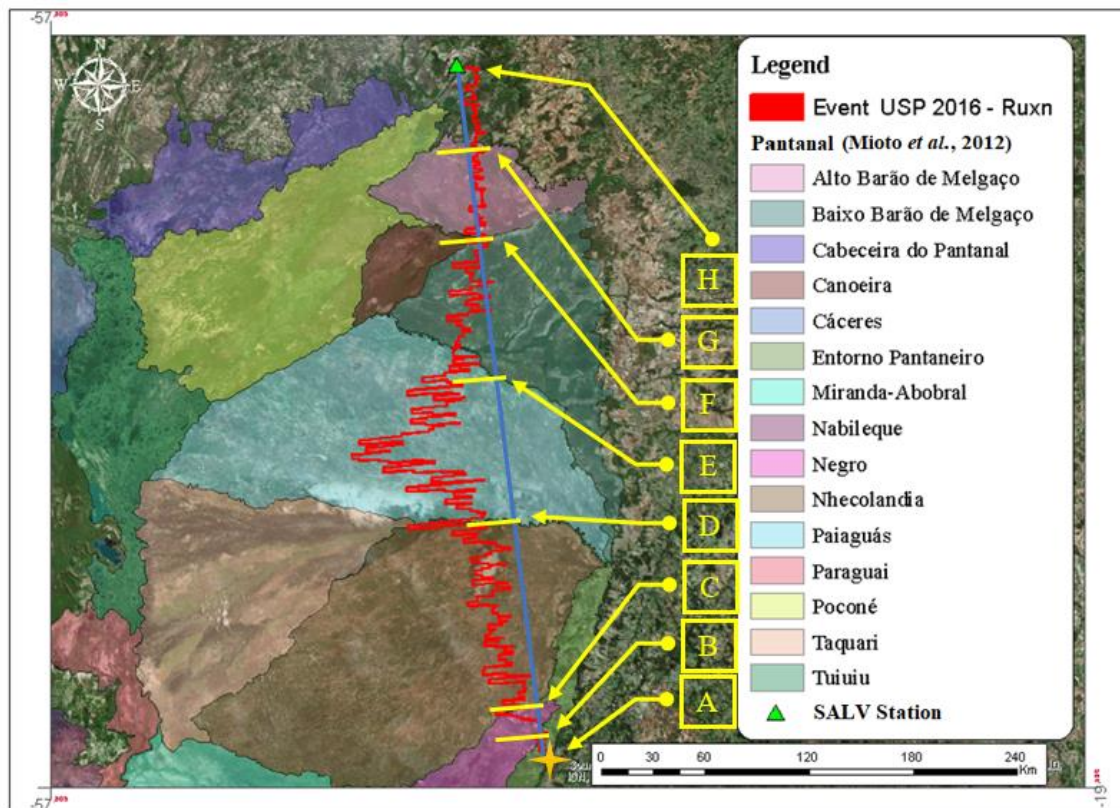 -57
N
W E
S
Legend
Event USP 2016 - Ruxn
Pantanal (Mioto et al., 2012)
Alto Barão de Melgaço
Baixo Barão de Melgaço
Cabeceira do Pantanal
Canoeira
Cáceres
Entorno Pantaneiro
Miranda-Abobral
Nabileque
Negro
Nhecolandia
Paiaguás
Paraguai
Poconé
Taquari
Tuiuiu
SALV Station
H
G
F
E
D
C
B
A
0 30 60 120 180 240
Km
-57
-19